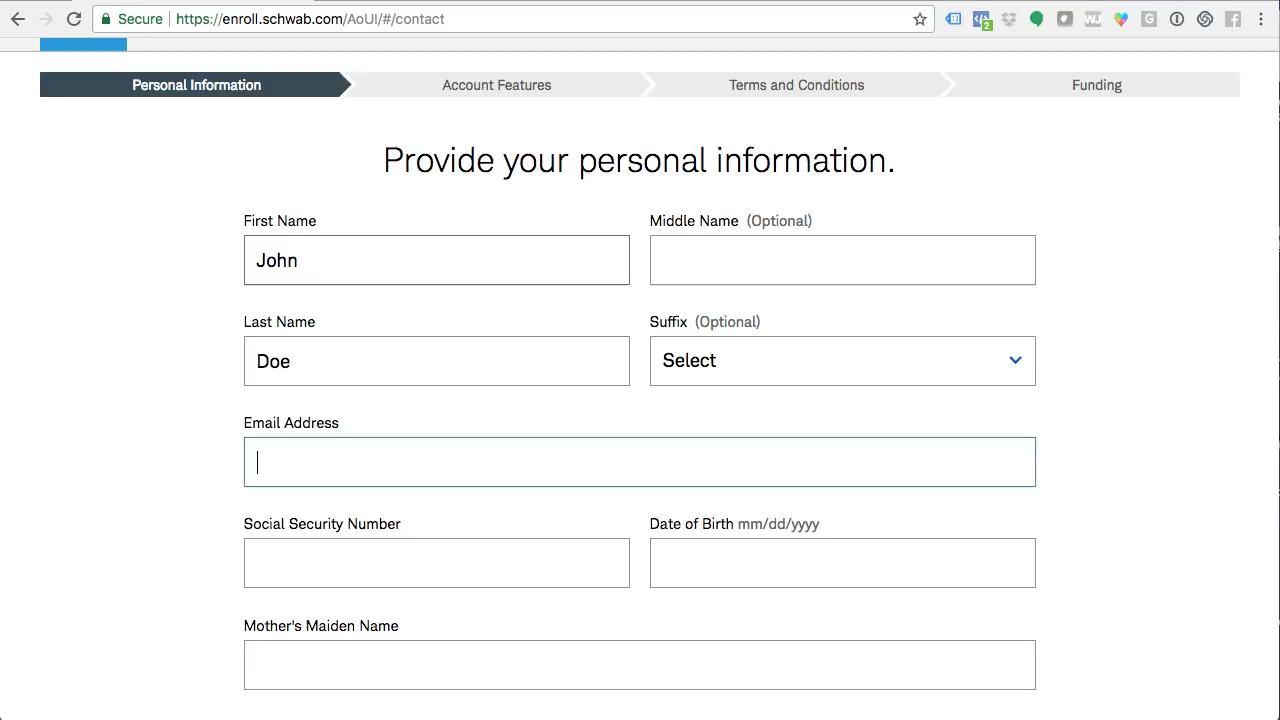 Secure https://enroll.schwab.com/AoUI/#/contact
2
WJ
G
Personal Information Account Features Terms and Conditions Funding
Provide your personal information.
First Name Middle Name (Optional)
John
Last Name Suffix (Optional)
Doe Select
Email Address
Social Security Number Date of Birth mm/dd/yyyy
Mother's Maiden Name